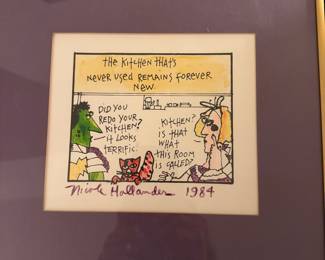 THE KITCHEN THAT'S
NEVER USED REMAINS FOREVER
NEW.
DID YOU
REDO YOUR
KITCHEN?
IT LOOKS
TERRIFIC.
KITCHEN?
IS THAT
WHAT
THIS ROOM
IS CALLED?
Nicole Hollander 1984